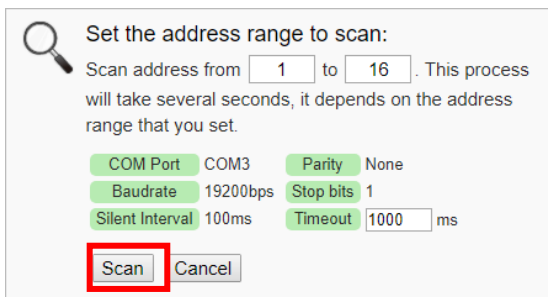 Set the address range to scan:
Scan address from 1 to 16 . This process
will take several seconds, it depends on the address
range that you set.
COM Port COM3 Parity None
Baudrate 19200bps Stop bits 1
Silent Interval 100ms Timeout 1000 ms
Scan Cancel